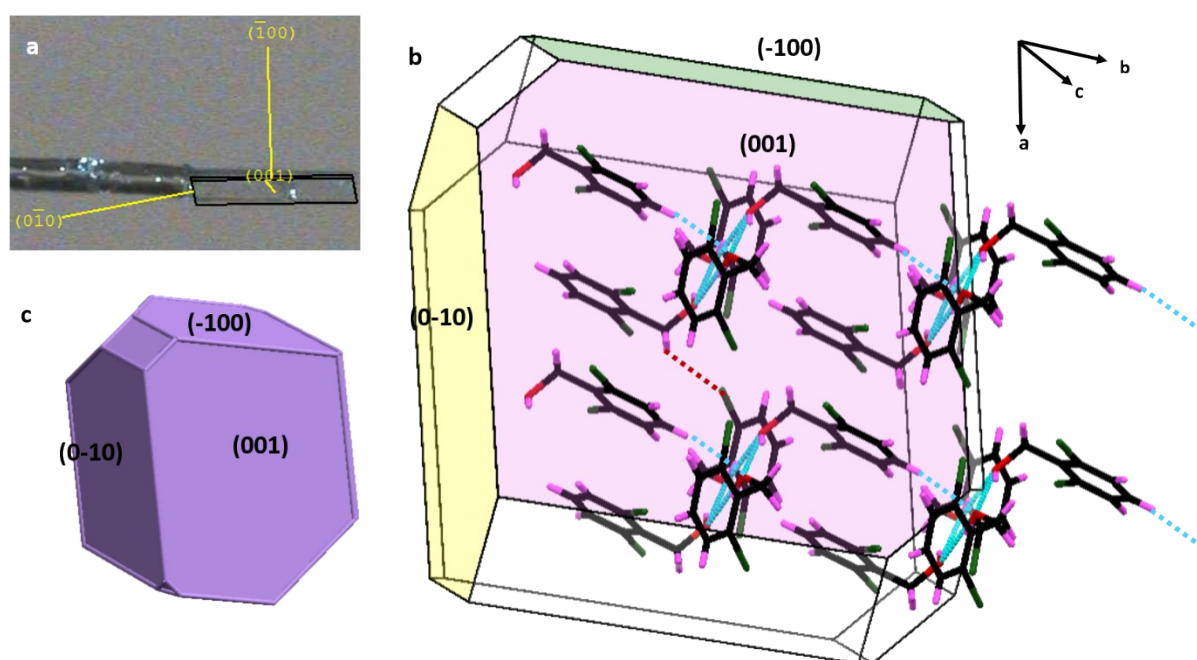 a
(1̅00)
(001)
(01̅0)
b
(-100)
(001)
(0-10)
b
c
a
c
(-100)
(0-10)
(001)